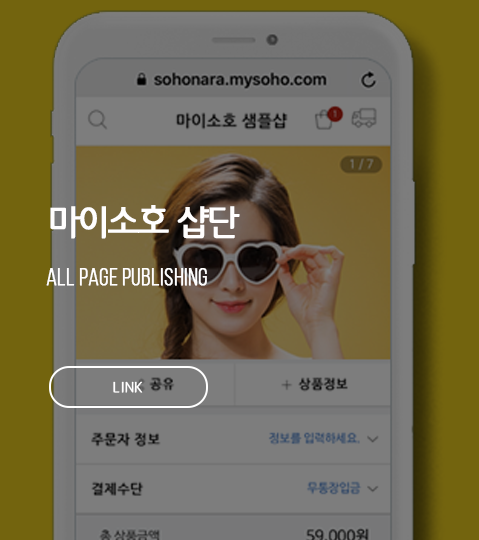 sohonara.mysoho.com
마이소호 샘플샵
1
1 / 7
마이소호 샵단
ALL PAGE PUBLISHING
LINK
공유
+ 상품정보
주문자 정보
정보를 입력하세요.
결제수단
무통장입금
총 상품금액
59,000원